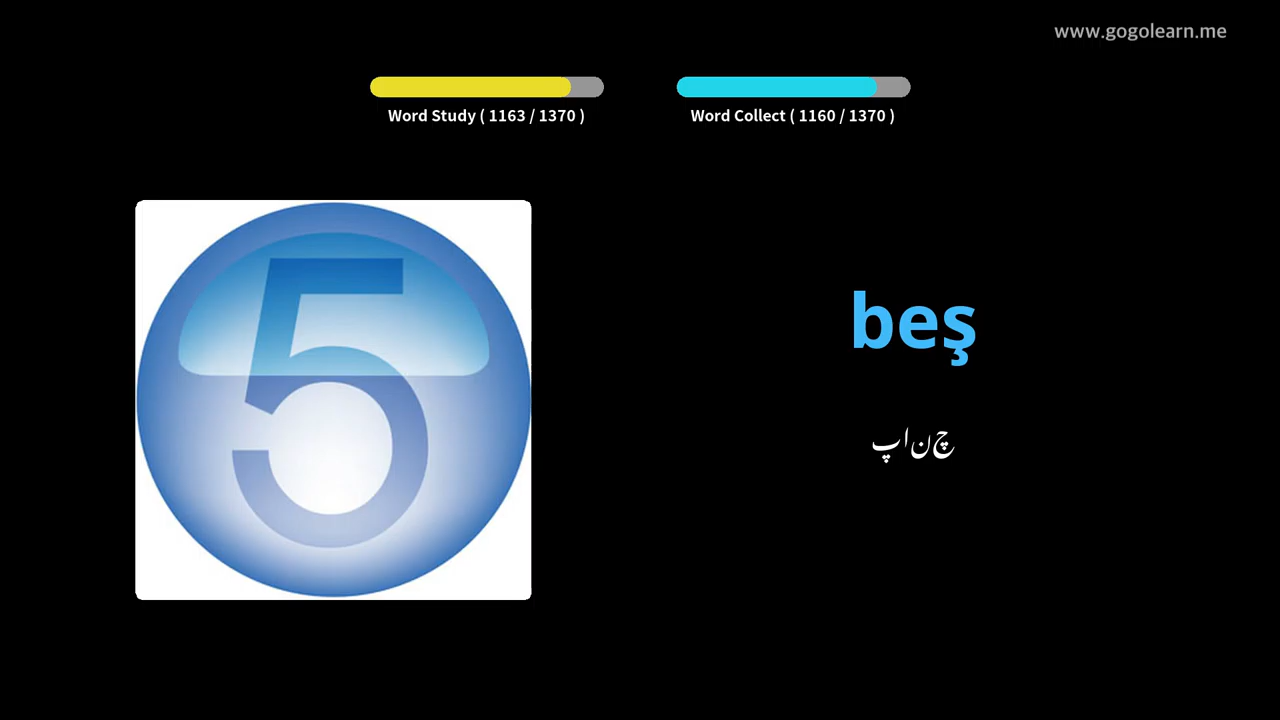 www.gogolearn.me
Word Study ( 1163 / 1370 )
Word Collect ( 1160 / 1370 )
5
beş
پانچ